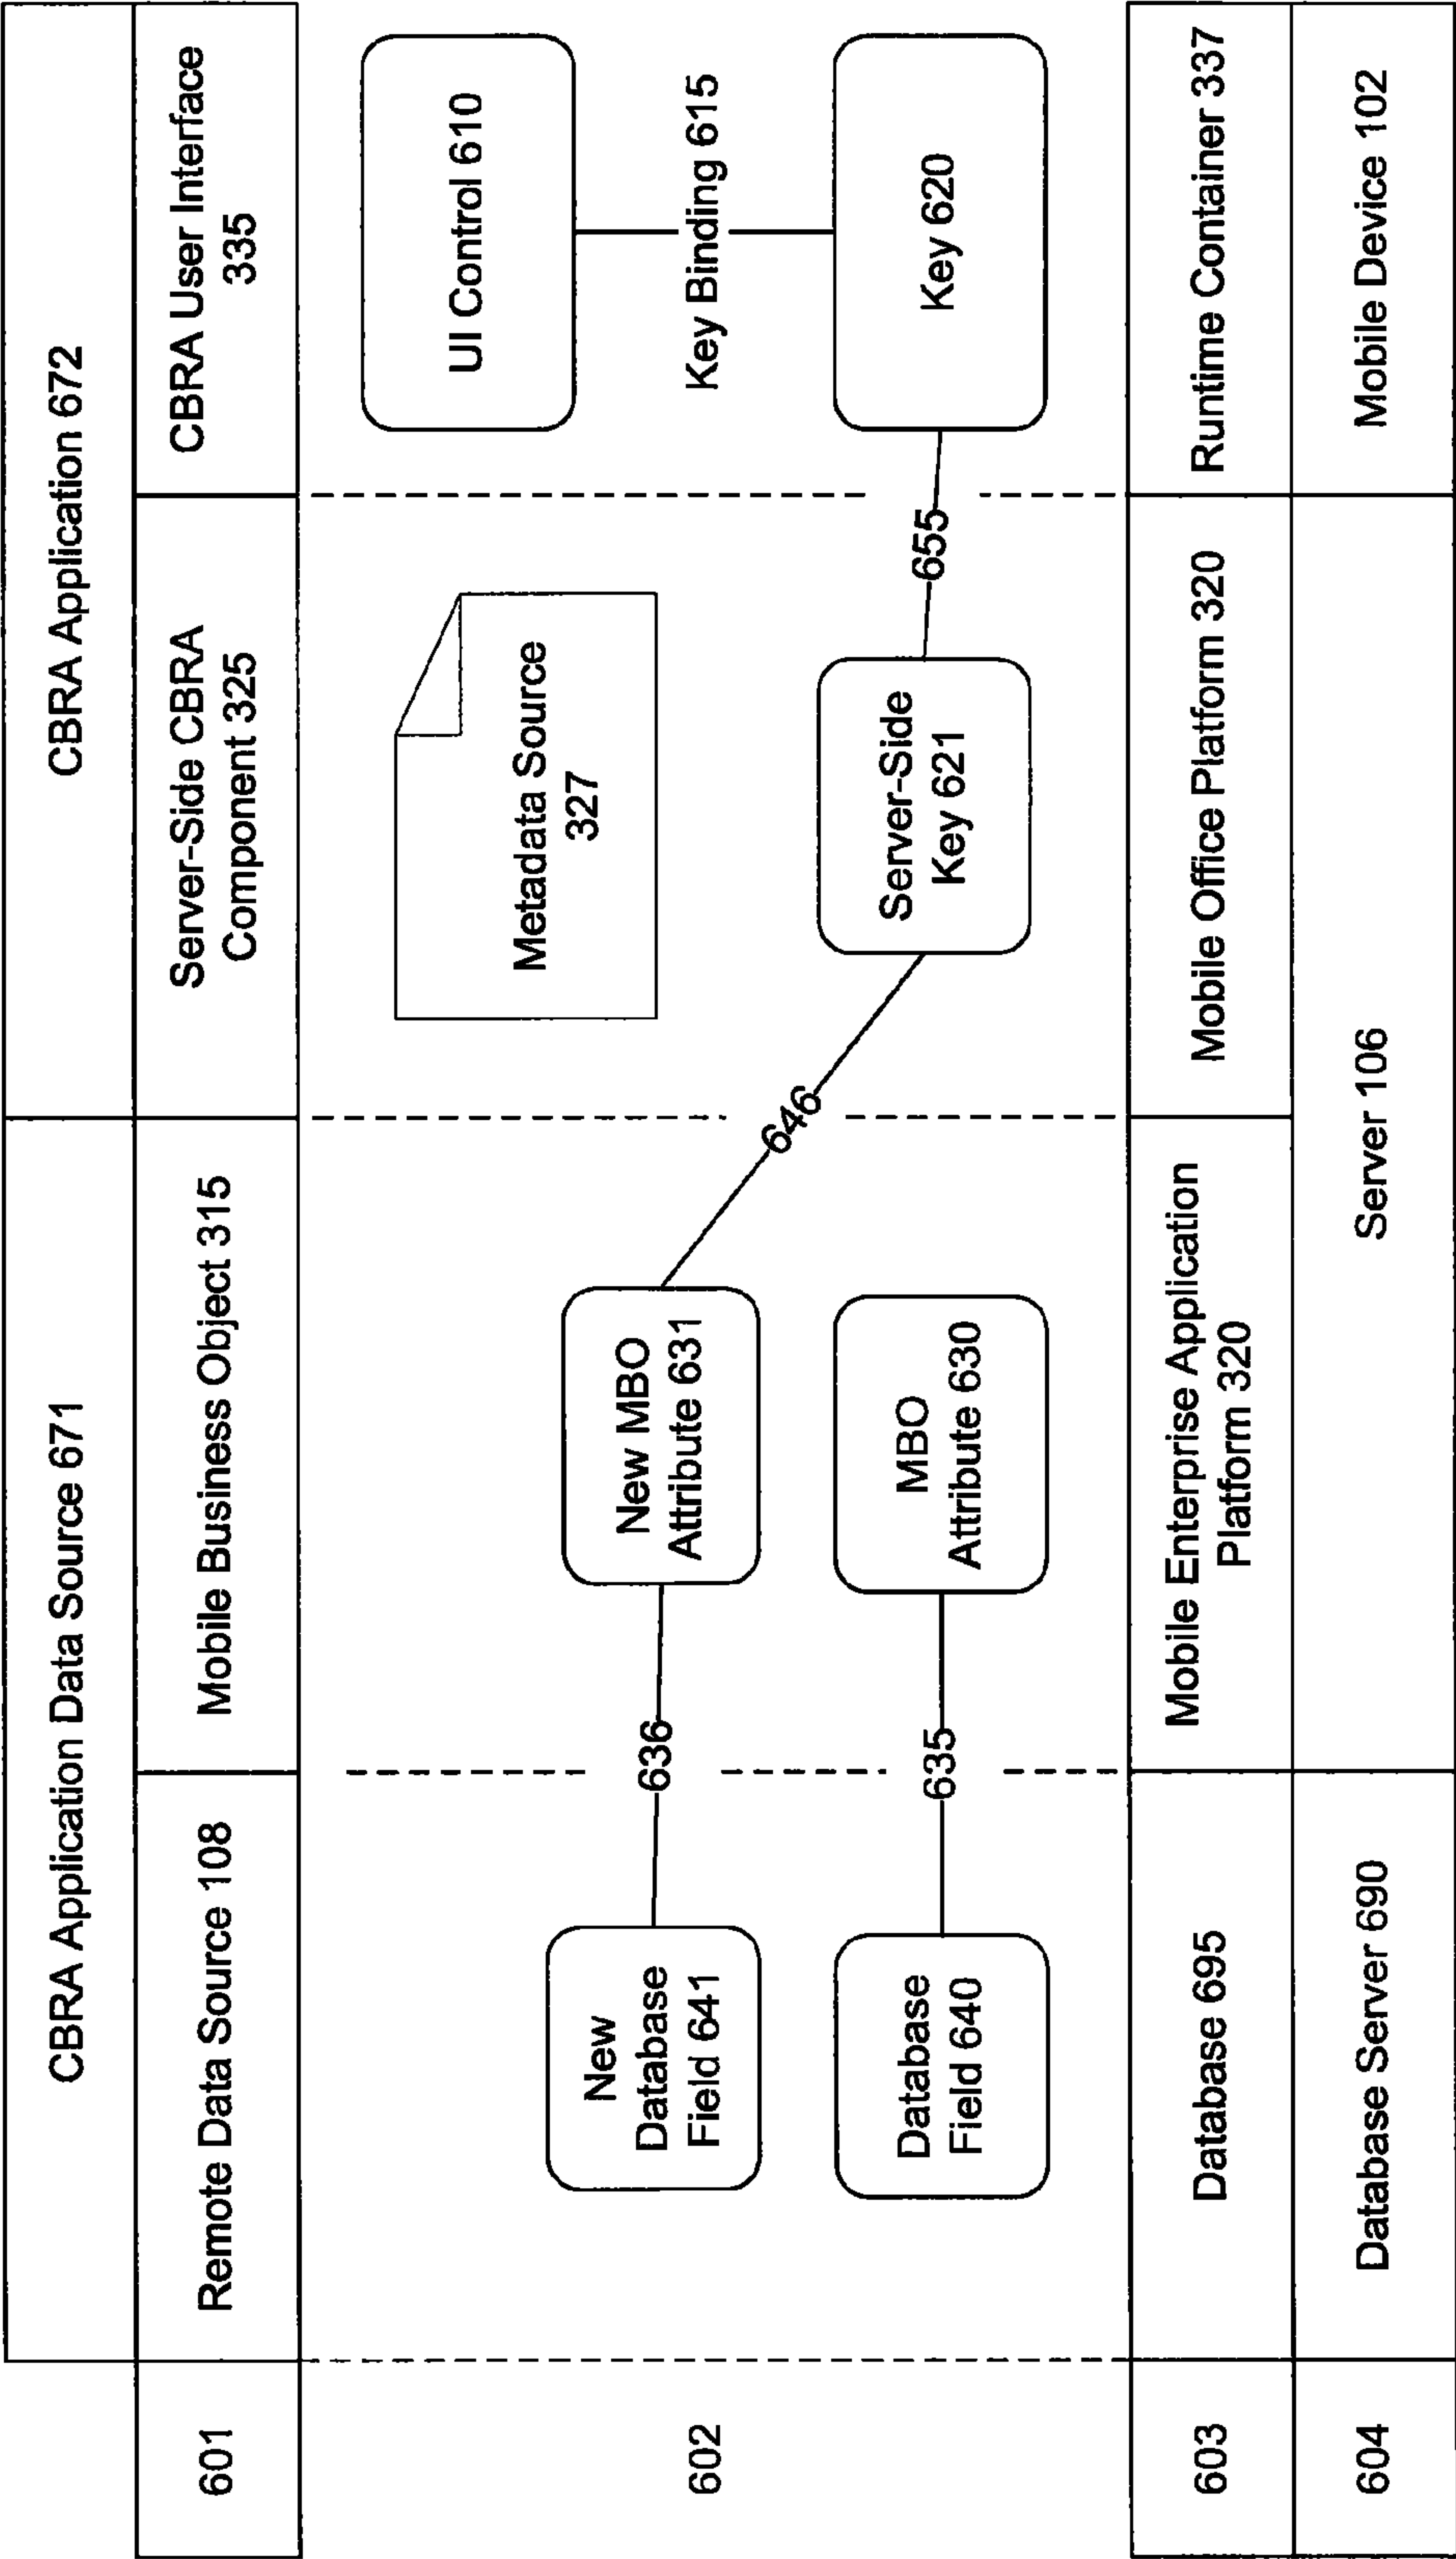 CBRA Application Data Source 671
CBRA Application 672
601
Remote Data Source 108
Mobile Business Object 315
Server-Side CBRA
Component 325
CBRA User Interface
335
602
New
Database
Field 641
636
New MBO
Attribute 631
646
Metadata Source
327
UI Control 610
Key Binding 615
Database
Field 640
635
MBO
Attribute 630
Server-Side
Key 621
655
Key 620
603
Database 695
Mobile Enterprise Application
Platform 320
Mobile Office Platform 320
Runtime Container 337
604
Database Server 690
Server 106
Mobile Device 102